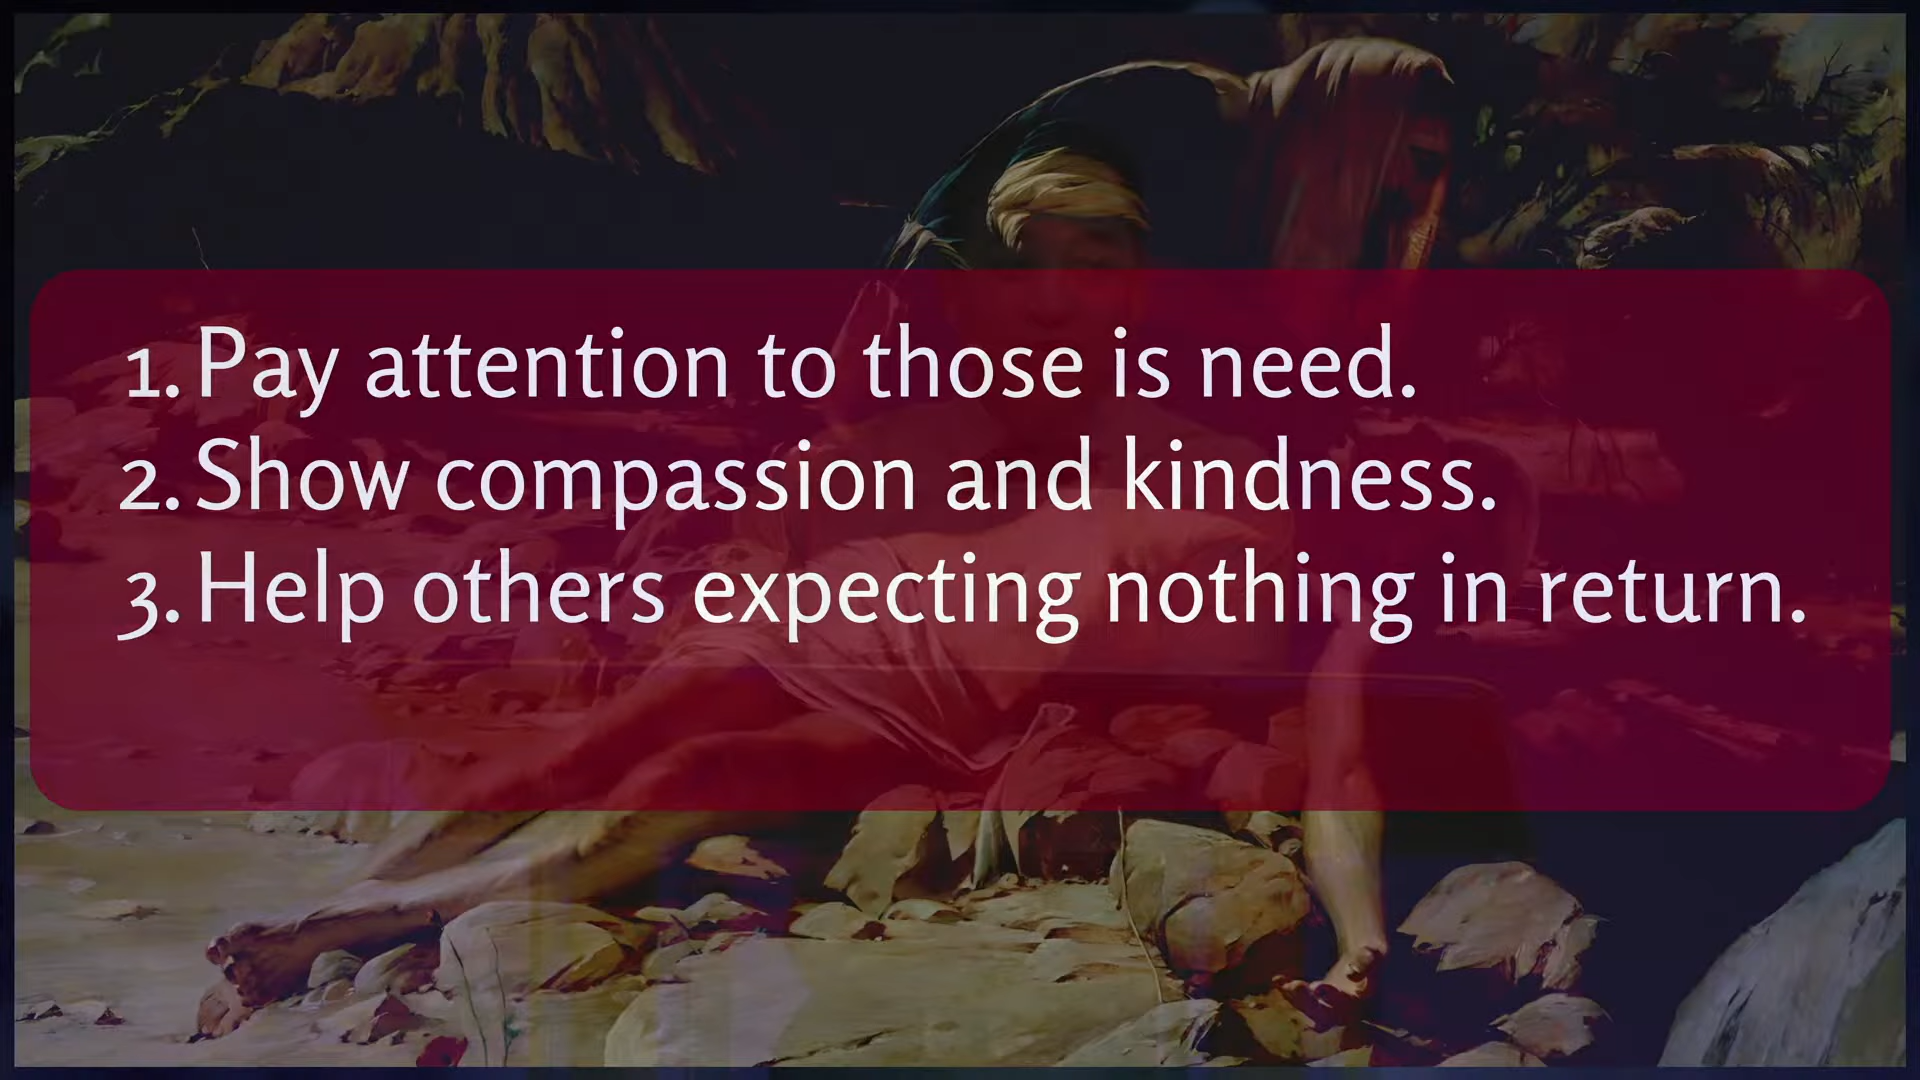 1. Pay attention to those is need.
2. Show compassion and kindness.
3. Help others expecting nothing in return.